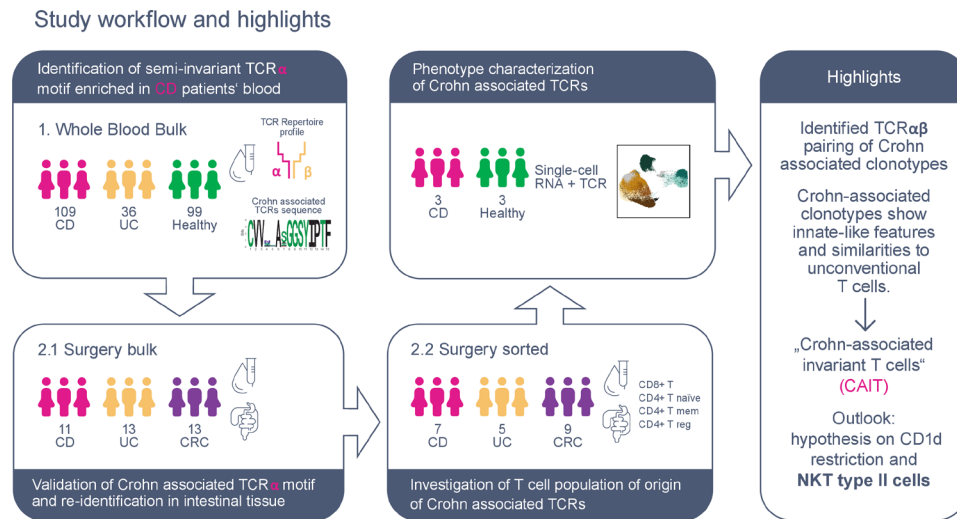 Study workflow and highlights
Identification of semi-invariant TCRα
motif enriched in CD patients' blood
1. Whole Blood Bulk
TCR Repertoire
profile
α
β
109
CD
36
UC
99
Healthy
Crohn associated
TCRs sequence
CVV
GGSYIPTF
2.1 Surgery bulk
11
CD
13
UC
13
CRC
Validation of Crohn associated TCRα motif
and re-identification in intestinal tissue
2.2 Surgery sorted
CD8+ T
CD4+ T naïve
CD4+ T mem
CD4+ T reg
7
CD
5
UC
9
CRC
Investigation of T cell population of origin
of Crohn associated TCRs
Phenotype characterization
of Crohn associated TCRs
3
CD
3
Healthy
Single-cell
RNA + TCR
Highlights
Identified TCRαβ
pairing of Crohn
associated clonotypes
Crohn-associated
clonotypes show
innate-like features
and similarities to
unconventional
T cells.
„Crohn-associated
invariant T cells“
(CAIT)
Outlook:
hypothesis on CD1d
restriction and
NKT type II cells